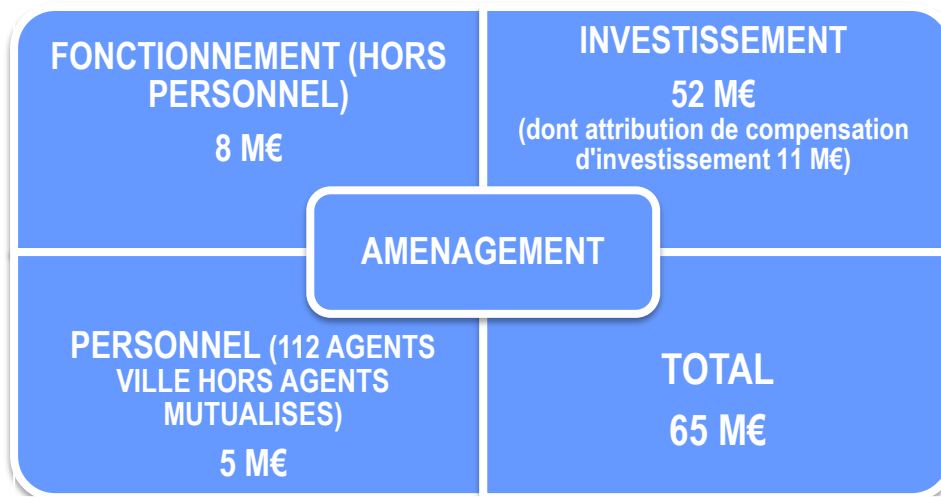 FONCTIONNEMENT (HORS
PERSONNEL)
8 M€
INVESTISSEMENT
52 M€
(dont attribution de compensation
d'investissement 11 M€)
AMENAGEMENT
PERSONNEL (112 AGENTS
VILLE HORS AGENTS
MUTUALISES)
5 M€
TOTAL
65 M€